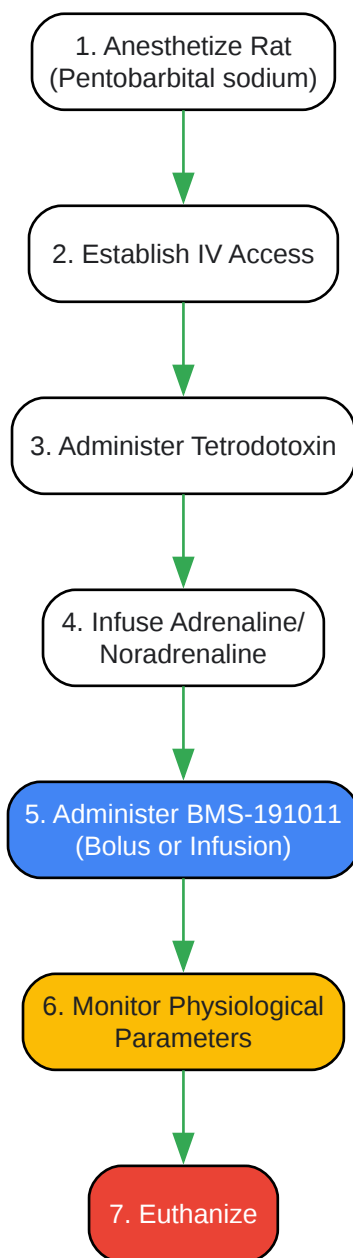 1. Anesthetize Rat
(Pentobarbital sodium)
2. Establish IV Access
3. Administer Tetrodotoxin
4. Infuse Adrenaline/
Noradrenaline
5. Administer BMS-191011
(Bolus or Infusion)
6. Monitor Physiological
Parameters
7. Euthanize